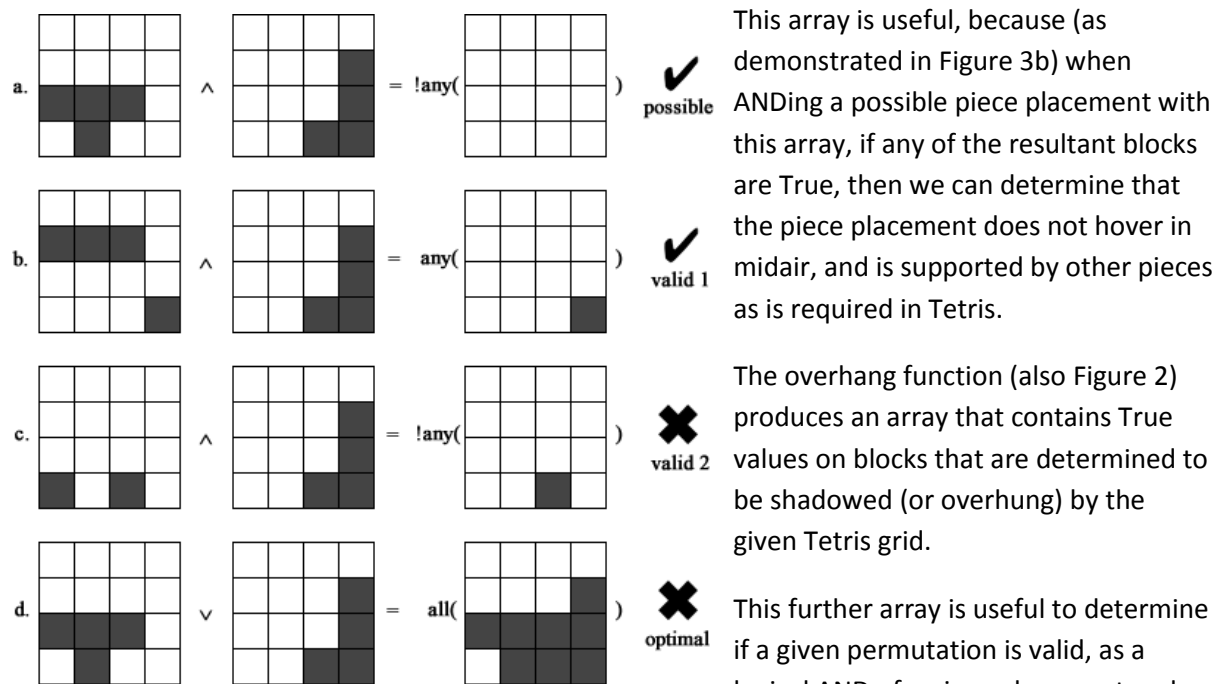 a. ∧ = !any( ) possible
b. ∧ = any( ) valid 1
c. ∧ = !any( ) valid 2
d. ∨ = all( ) optimal
This array is useful, because (as
demonstrated in Figure 3b) when
ANDing a possible piece placement with
this array, if any of the resultant blocks
are True, then we can determine that
the piece placement does not hover in
midair, and is supported by other pieces
as is required in Tetris.
The overhang function (also Figure 2)
produces an array that contains True
values on blocks that are determined to
be shadowed (or overhung) by the
given Tetris grid.
This further array is useful to determine
if a given permutation is valid, as a